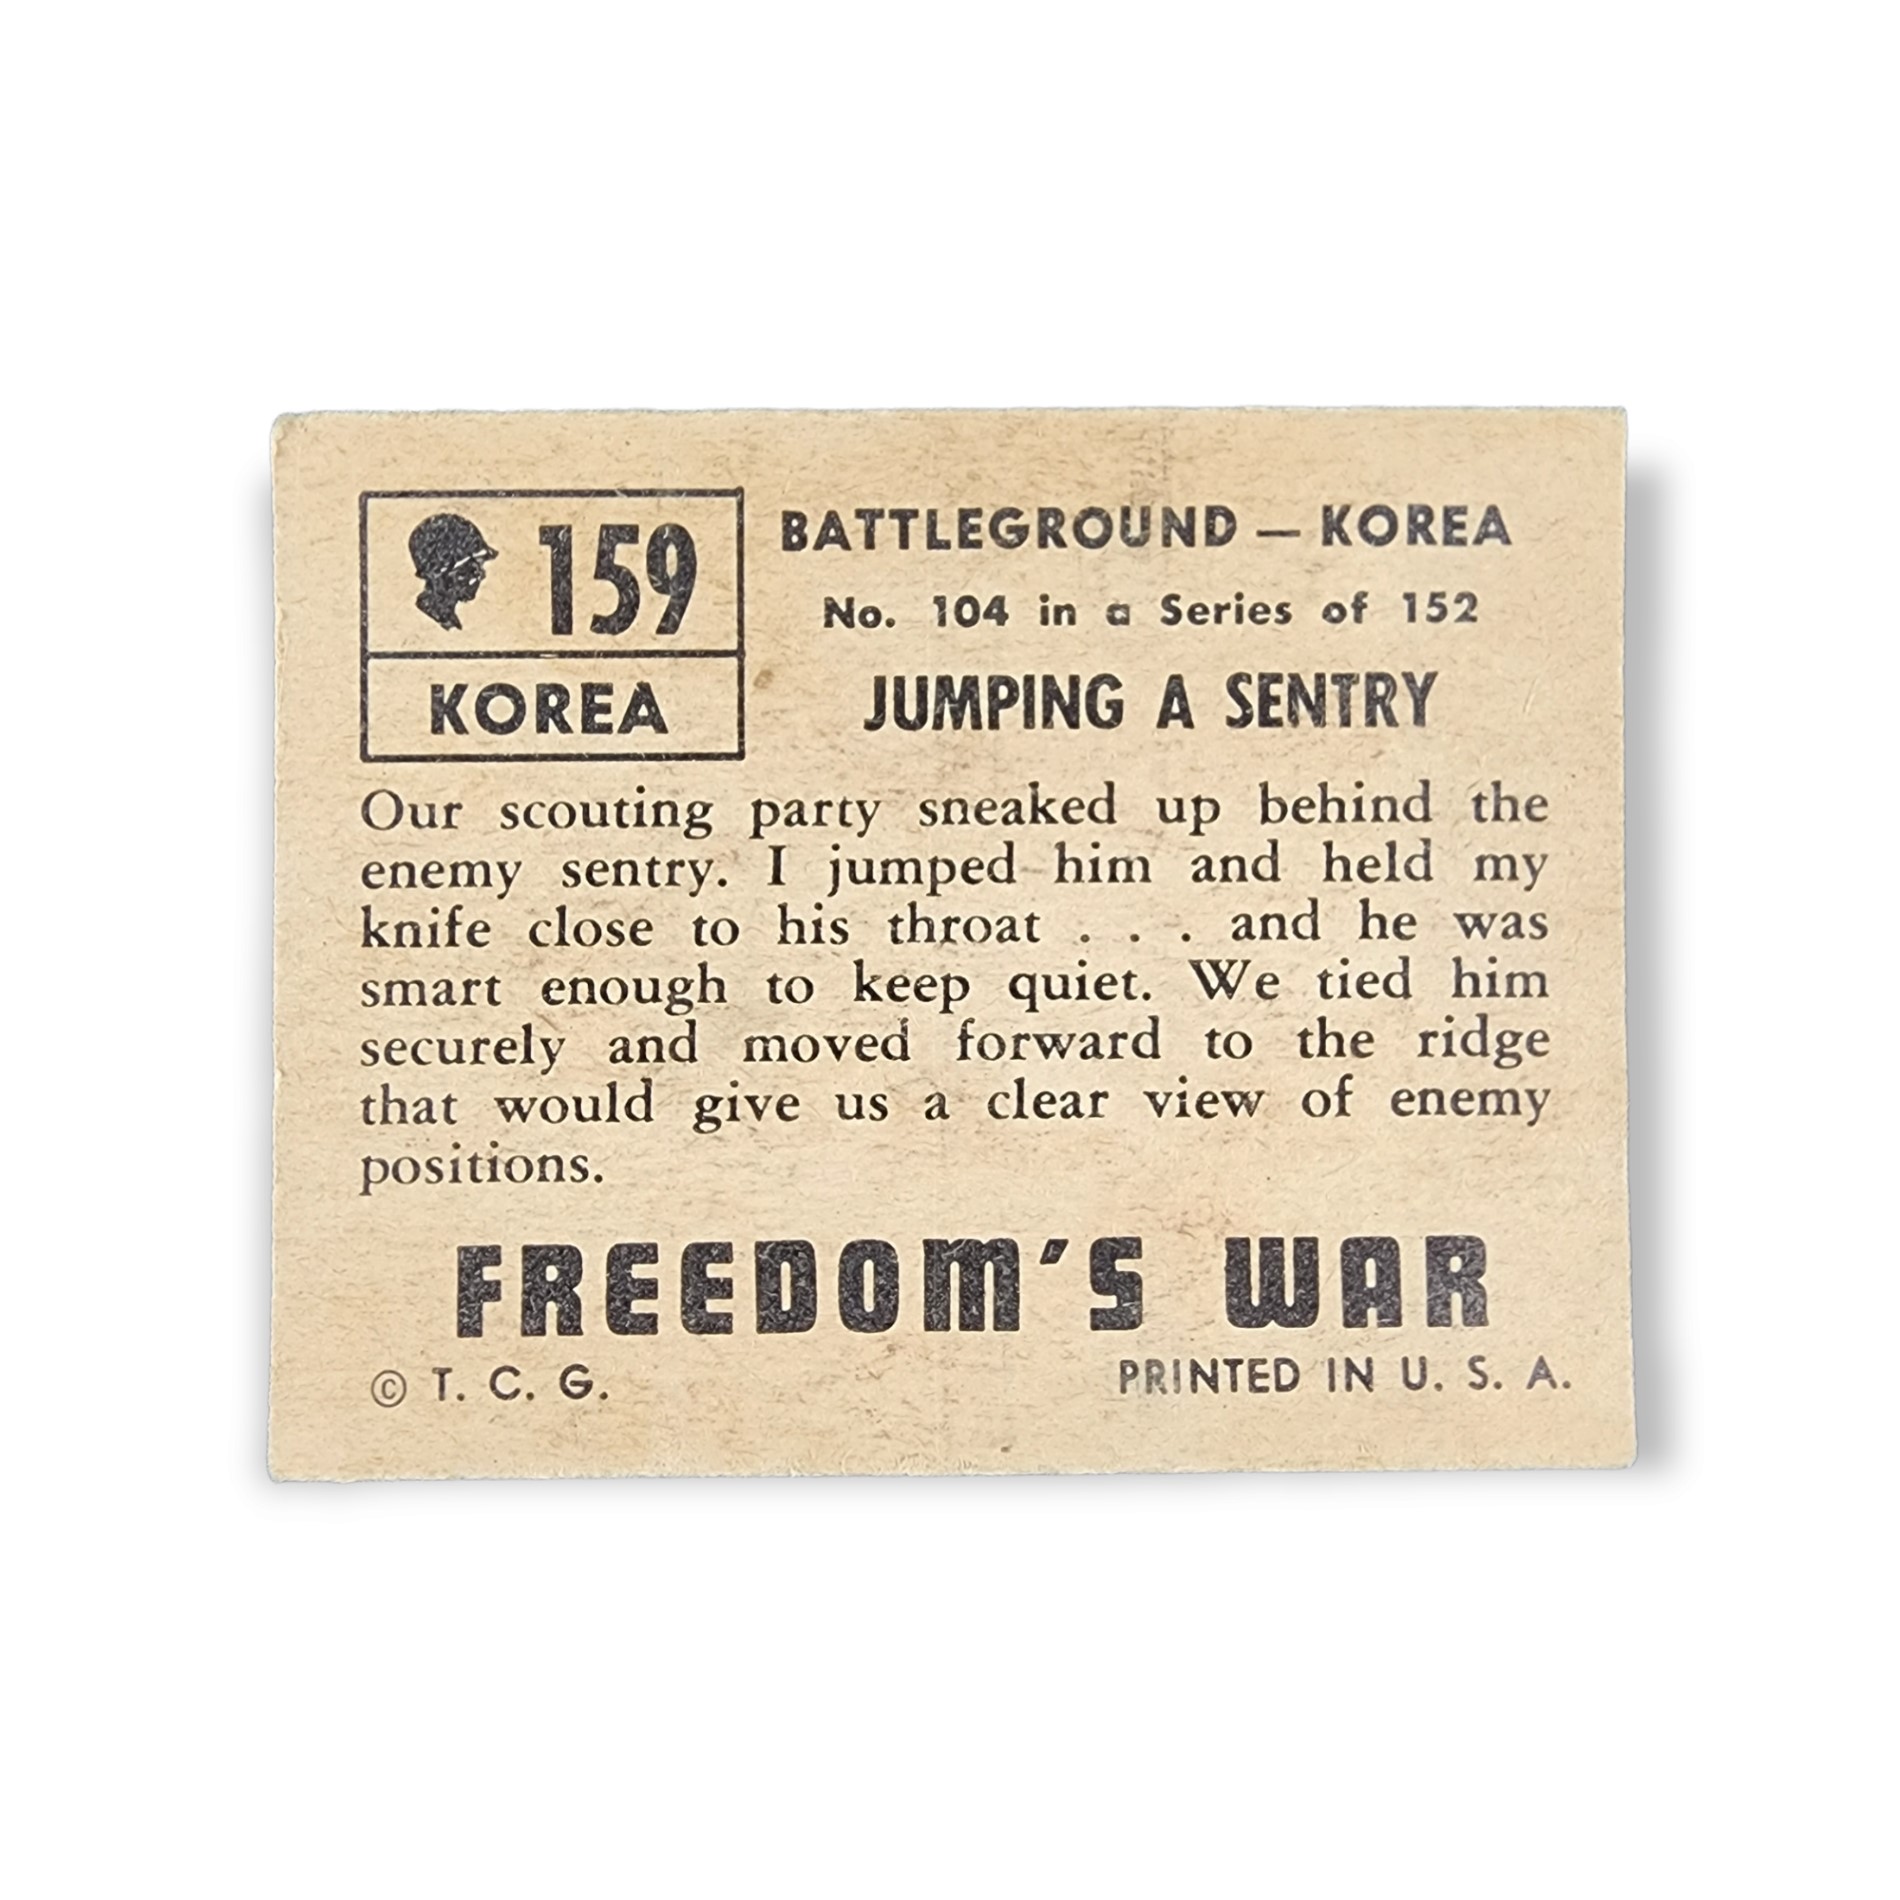 159
KOREA
BATTLEGROUND — KOREA
No. 104 in a Series of 152
JUMPING A SENTRY
Our scouting party sneaked up behind the
enemy sentry. I jumped him and held my
knife close to his throat . . . and he was
smart enough to keep quiet. We tied him
securely and moved forward to the ridge
that would give us a clear view of enemy
positions.
FREEDOM'S WAR
© T. C. G.
PRINTED IN U. S. A.